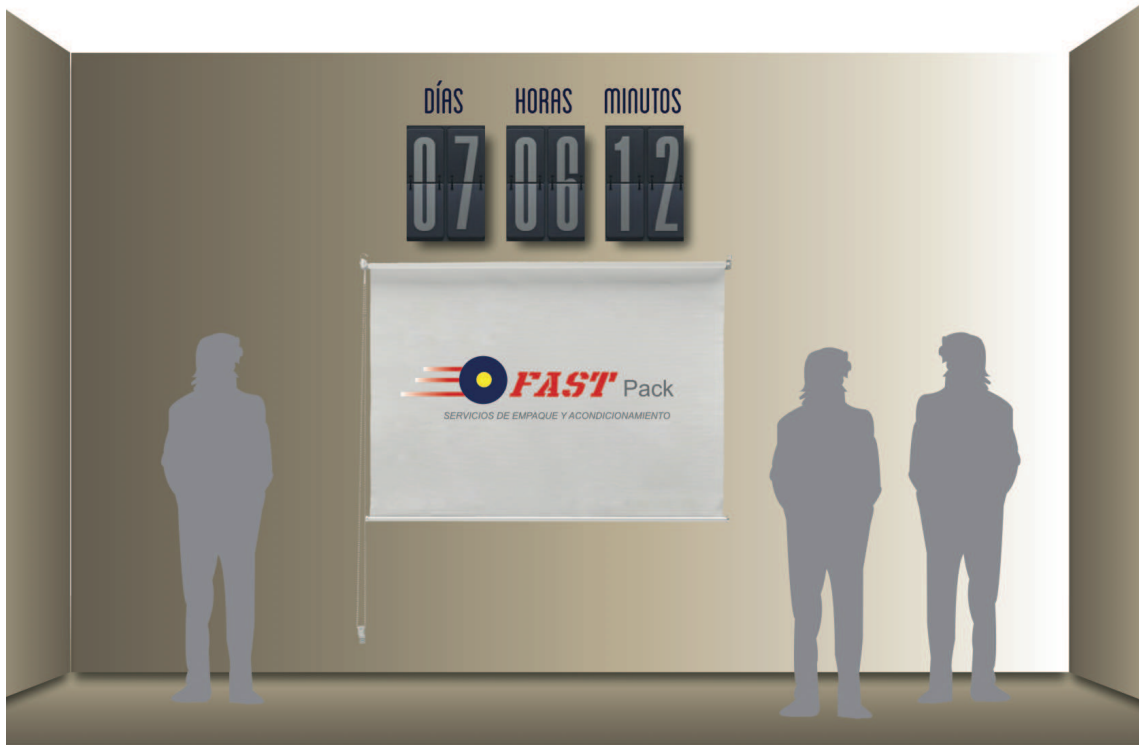 DÍAS HORAS MINUTOS
07 06 12
FAST Pack
SERVICIOS DE EMPAQUE Y ACONDICIONAMIENTO